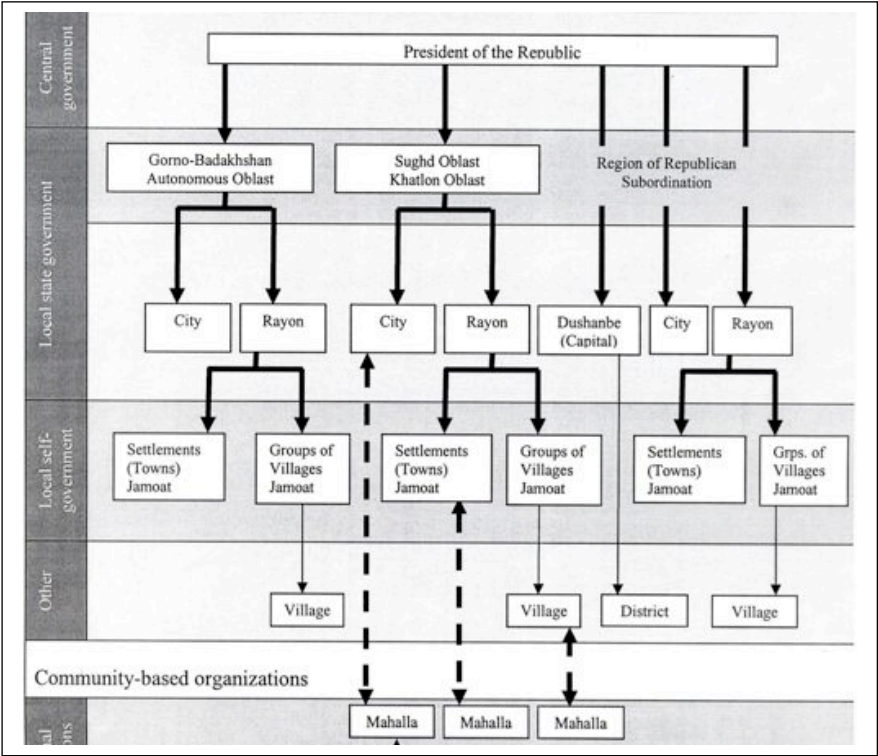 Central
government
President of the Republic
Local state government
Gorno-Badakhshan
Autonomous Oblast
Sughd Oblast
Khatlon Oblast
Region of Republican
Subordination
City
Rayon
City
Rayon
Dushanbe
(Capital)
City
Rayon
Local self-
government
Settlements
(Towns)
Jamoat
Groups of
Villages
Jamoat
Settlements
(Towns)
Jamoat
Groups of
Villages
Jamoat
Settlements
(Towns)
Jamoat
Grps. of
Villages
Jamoat
Other
Village
Village
District
Village
Community-based organizations
Mahalla
Mahalla
Mahalla